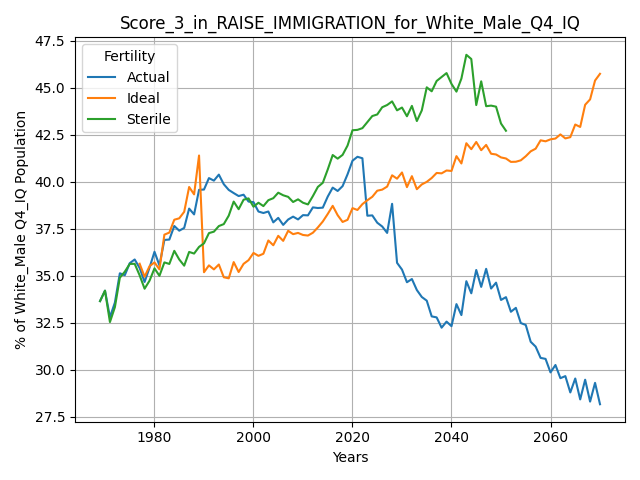 Score_3_in_RAISE_IMMIGRATION_for_White_Male_Q4_IQ
% of White_Male Q4_IQ Population
47.5
45.0
42.5
40.0
37.5
35.0
32.5
30.0
27.5
Fertility
Actual
Ideal
Sterile
1980
2000
2020
2040
2060
Years